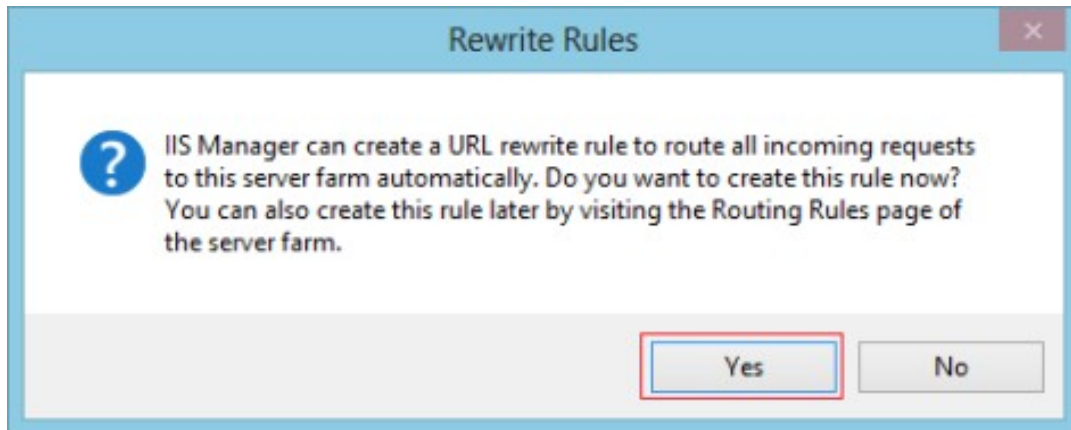 Rewrite Rules
IIS Manager can create a URL rewrite rule to route all incoming requests
to this server farm automatically. Do you want to create this rule now?
You can also create this rule later by visiting the Routing Rules page of
the server farm.
Yes
No